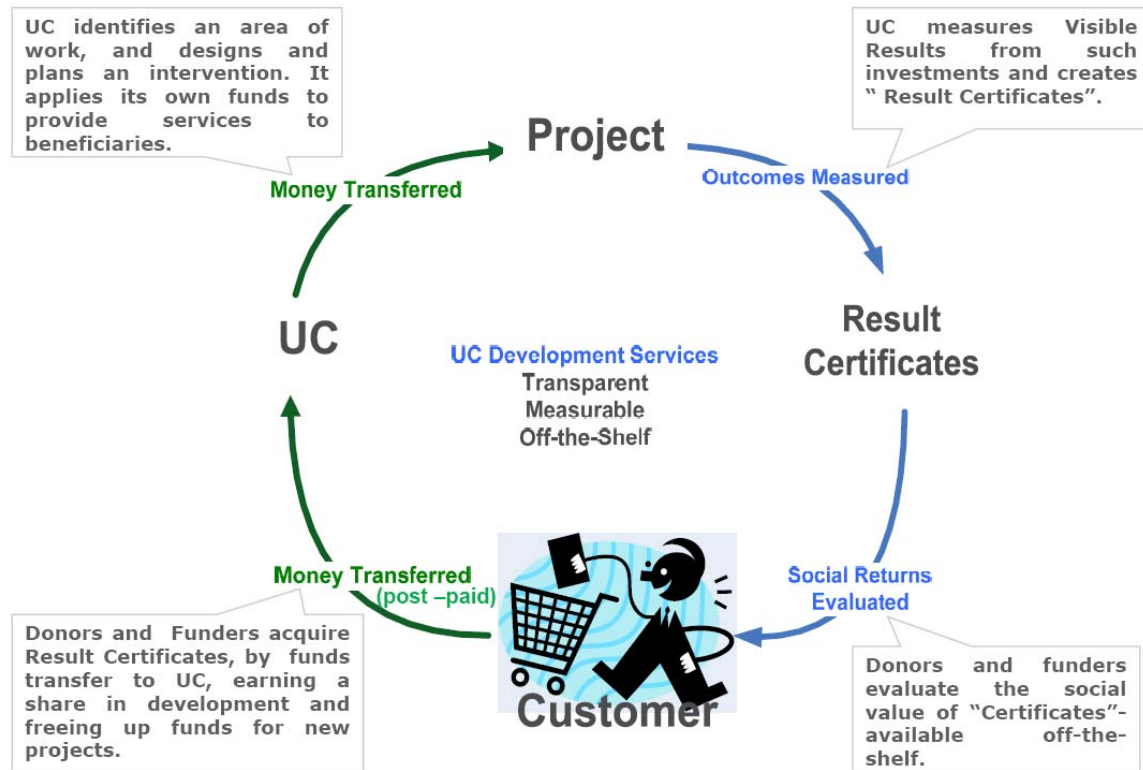 UC identifies an area of
work, and designs and
plans an intervention. It
applies its own funds to
provide services to
beneficiaries.
UC measures Visible
Results from such
investments and creates
“ Result Certificates”.
Project
Money Transferred
Outcomes Measured
UC
Result
Certificates
UC Development Services
Transparent
Measurable
Off-the-Shelf
Money Transferred
(post –paid)
Social Returns
Evaluated
Customer
Donors and Funders acquire
Result Certificates, by funds
transfer to UC, earning a
share in development and
freeing up funds for new
projects.
Donors and funders
evaluate the social
value of “Certificates”-
available off-the-
shelf.